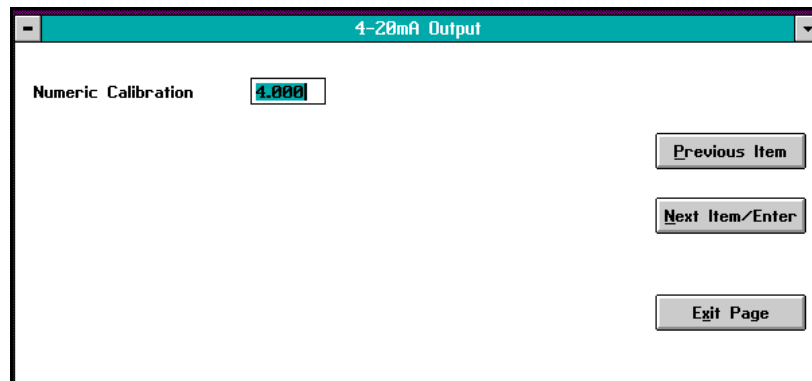 4-20mA Output
Numeric Calibration 4.000
Previous Item
Next Item/Enter
Exit Page